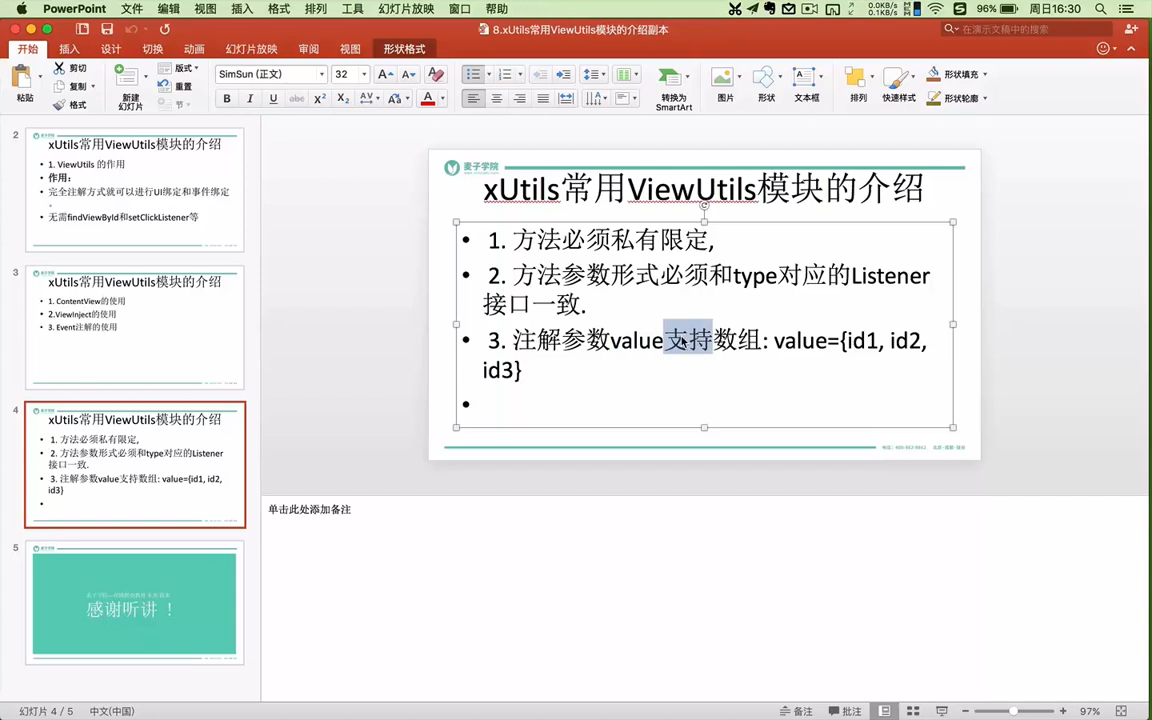 PowerPoint 文件 编辑 视图 插入 格式 排列 工具 幻灯片放映 窗口 帮助
0.0KB/s
0.1KB/s
96% 周日16:30
8.xUtils常用ViewUtils模块的介绍副本
在演示文稿中搜索
开始 插入 设计 切换 动画 幻灯片放映 审阅 视图 形状格式
粘贴
剪切
复制
格式
新建
幻灯片
版式
重置
节
SimSun (正文) 32
转换为
SmartArt
图片
形状
文本框
排列
快速样式
形状填充
形状轮廓
2
xUtils常用ViewUtils模块的介绍
• 1. ViewUtils 的作用
• 作用：
• 完全注解方式就可以进行UI绑定和事件绑定
。
• 无需findViewById和setClickListener等
3
xUtils常用ViewUtils模块的介绍
• 1. ContentView的使用
• 2.ViewInject的使用
• 3. Event注解的使用
4
xUtils常用ViewUtils模块的介绍
• 1. 方法必须私有限定,
• 2. 方法参数形式必须和type对应的Listener
接口一致.
• 3. 注解参数value支持数组: value={id1, id2,
id3}
•
5
感谢听讲！
麦子学院
xUtils常用ViewUtils模块的介绍
• 1. 方法必须私有限定,
• 2. 方法参数形式必须和type对应的Listener
接口一致.
• 3. 注解参数value支持数组: value={id1, id2,
id3}
•
单击此处添加备注
幻灯片 4 / 5 中文(中国)
备注 批注 97%